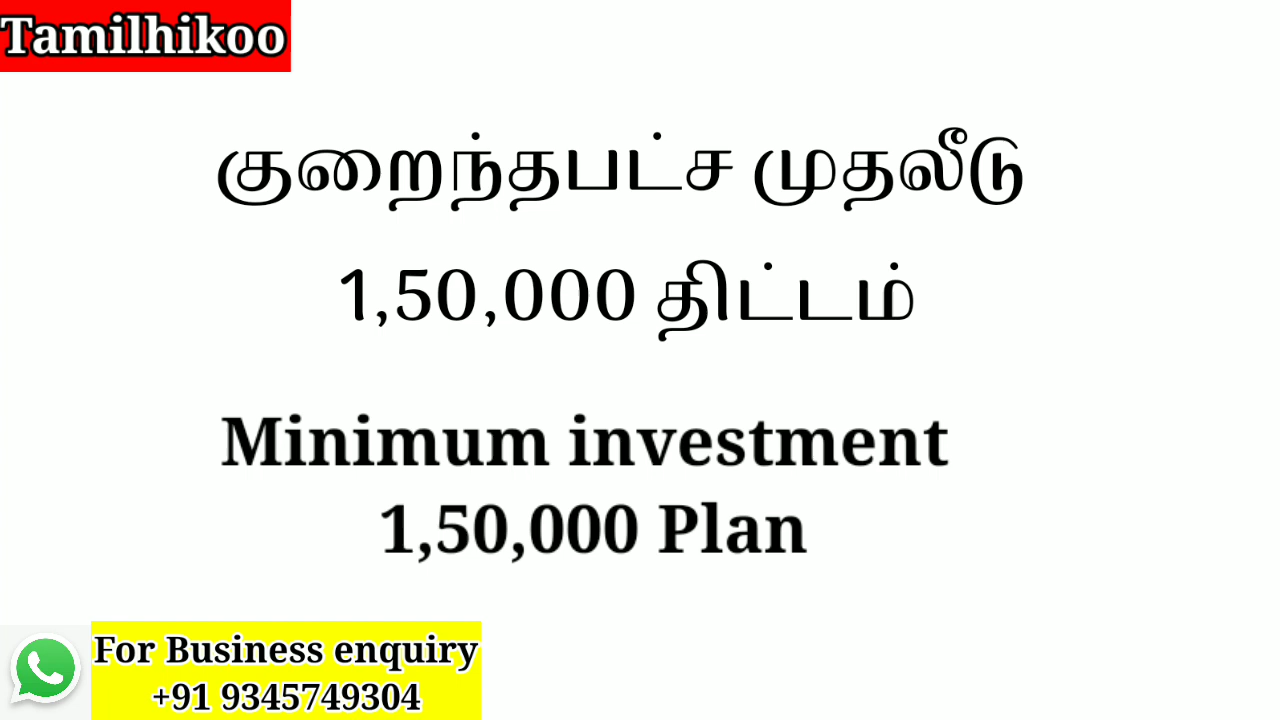 Tamilhikoo
குறைந்தபட்ச முதலீடு
1,50,000 திட்டம்
Minimum investment
1,50,000 Plan
For Business enquiry
+91 9345749304